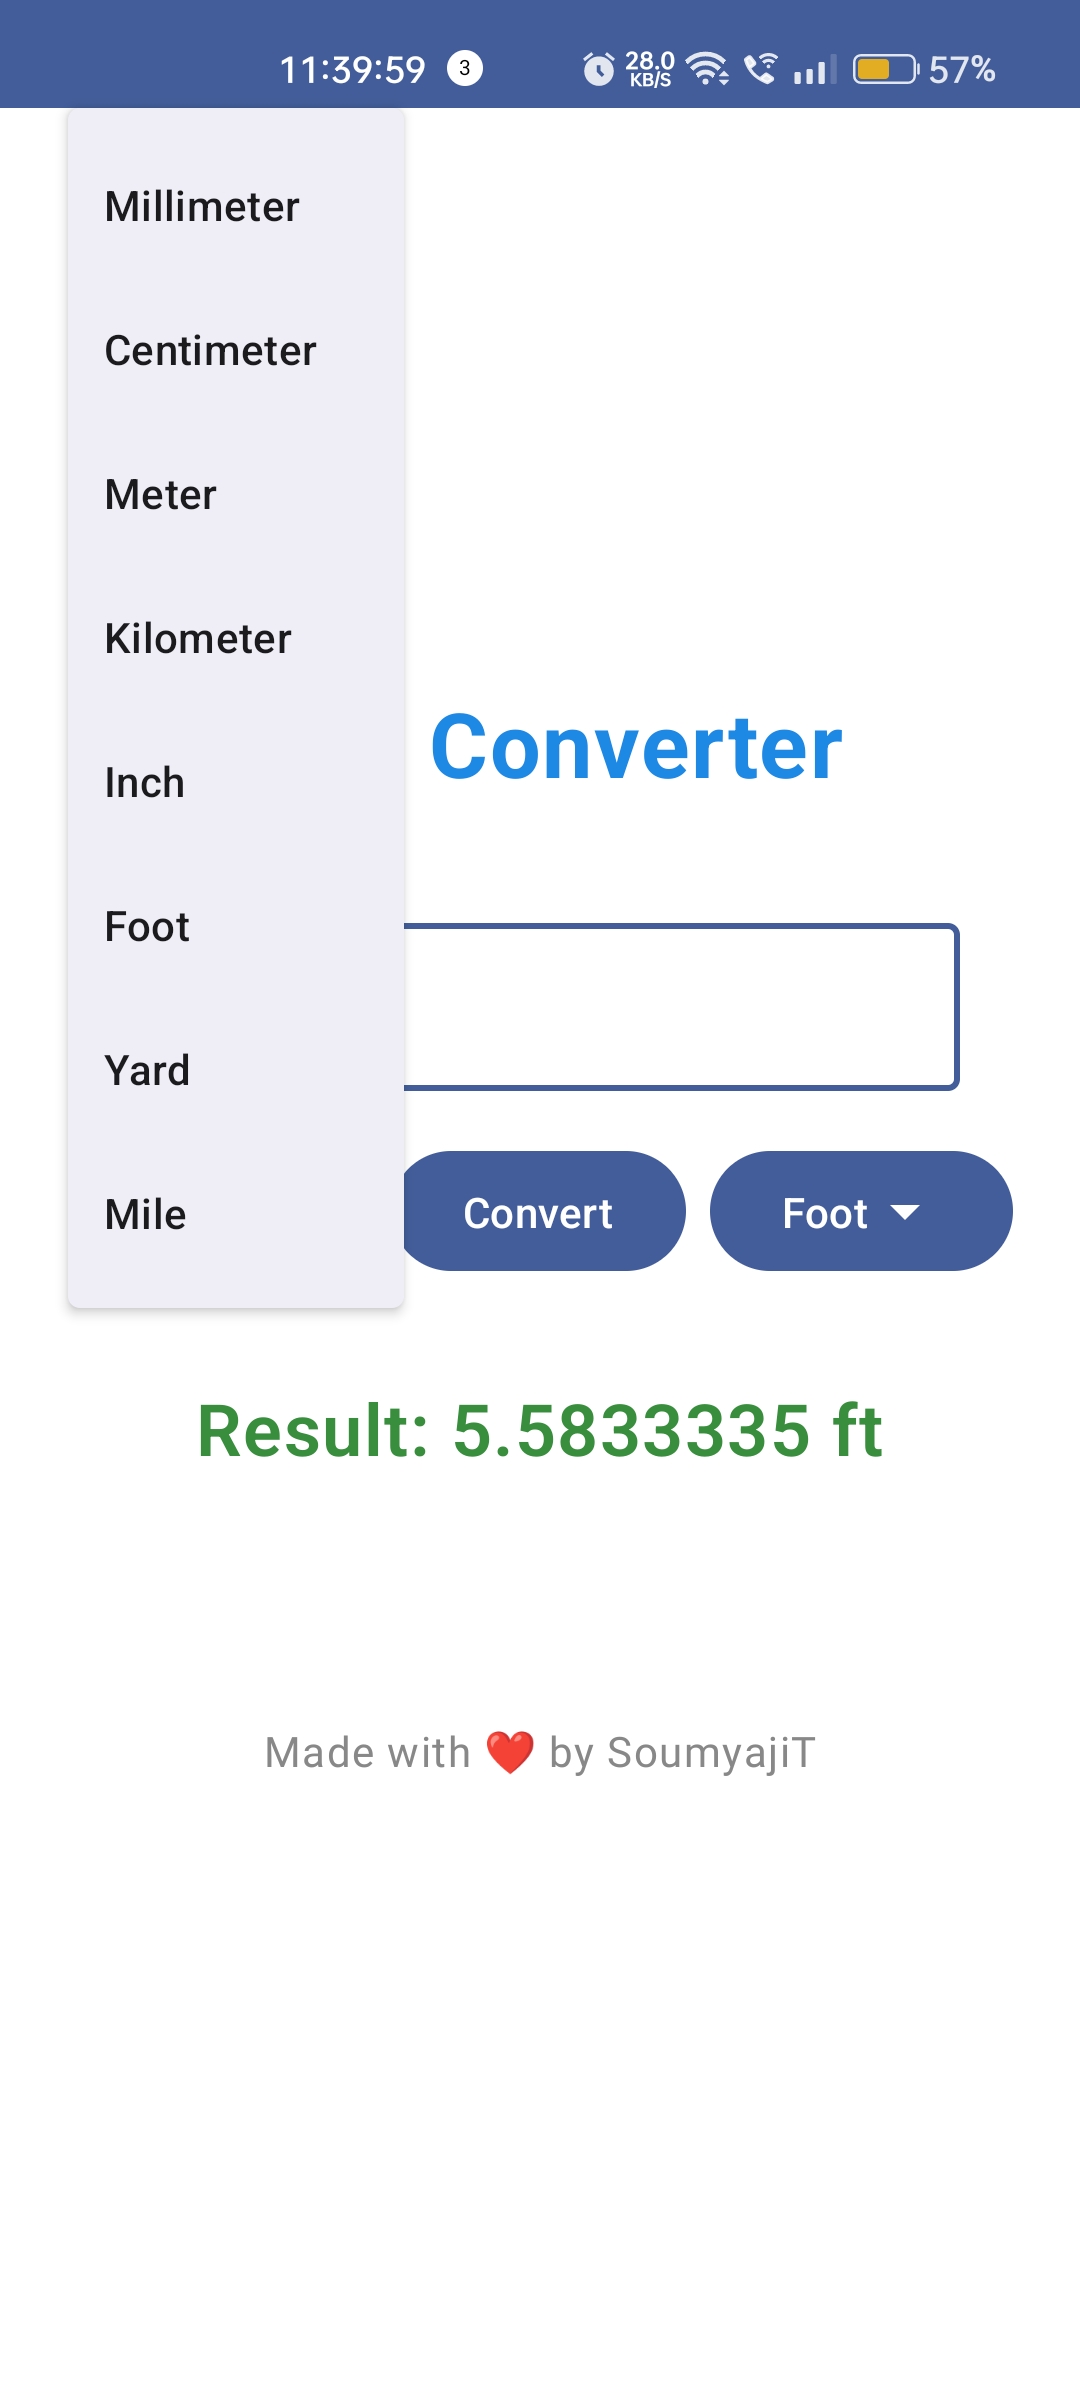 11:39:59 3 28.0 KB/S 57%
Millimeter
Centimeter
Meter
Kilometer
Converter
Inch
Foot
Yard
Mile
Convert
Foot
Result: 5.5833335 ft
Made with ❤️ by SoumyajiT